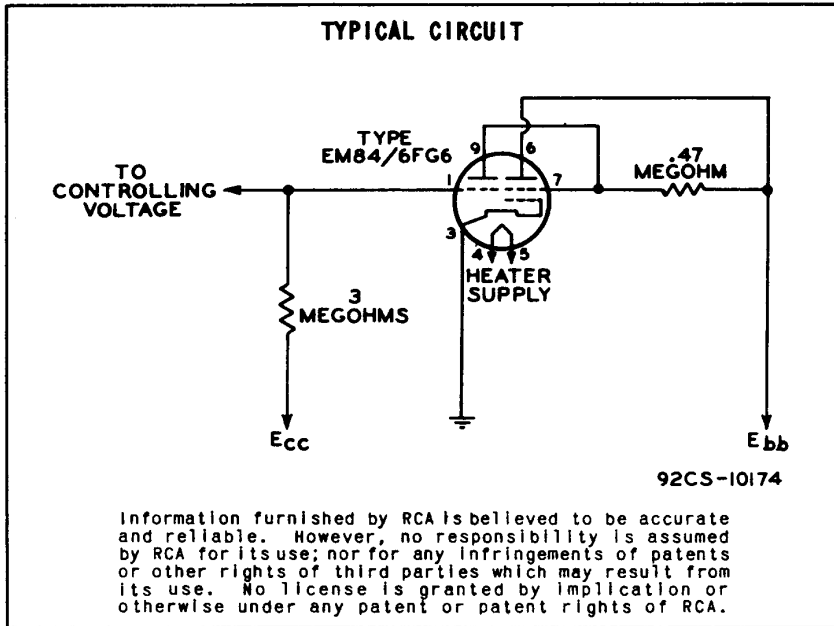 TYPICAL CIRCUIT
TYPE
EM84/6FG6
9
6
.47
MEGOHM
TO
CONTROLLING
VOLTAGE
1
7
3
4
5
HEATER
SUPPLY
3
MEGOHMS
Ecc
Ebb
92CS-10174
Information furnished by RCA is believed to be accurate
and reliable. However, no responsibility is assumed
by RCA for its use; nor for any infringements of patents
or other rights of third parties which may result from
its use. No license is granted by implication or
otherwise under any patent or patent rights of RCA.